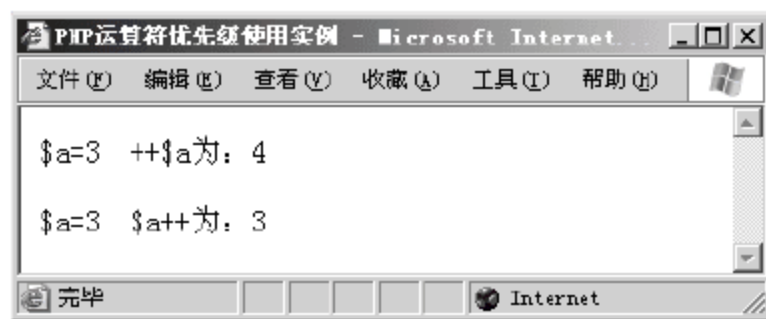 PHP运算符优先级使用实例 - Microsoft Internet...
文件(F) 编辑(E) 查看(V) 收藏(A) 工具(T) 帮助(H)
$a=3 ++$a为：4
$a=3 $a++为：3
完毕 Internet